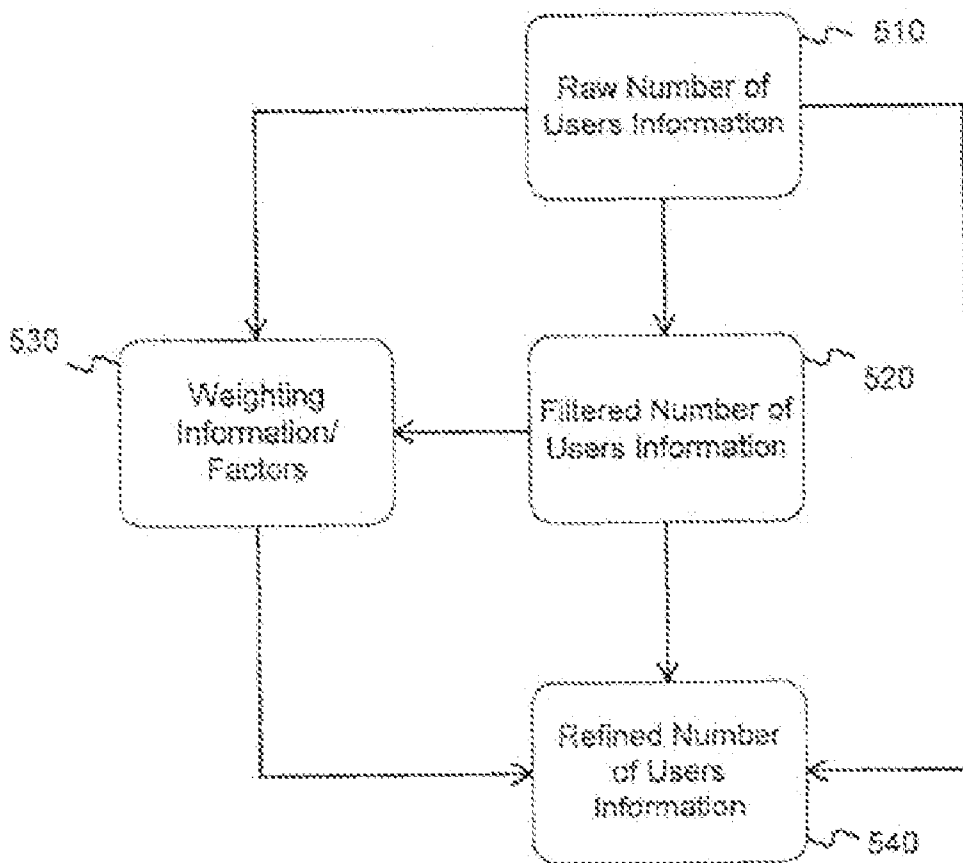 510
Raw Number of
Users Information
530
Weighting
Information/
Factors
520
Filtered Number of
Users Information
Refined Number
of Users
Information
540